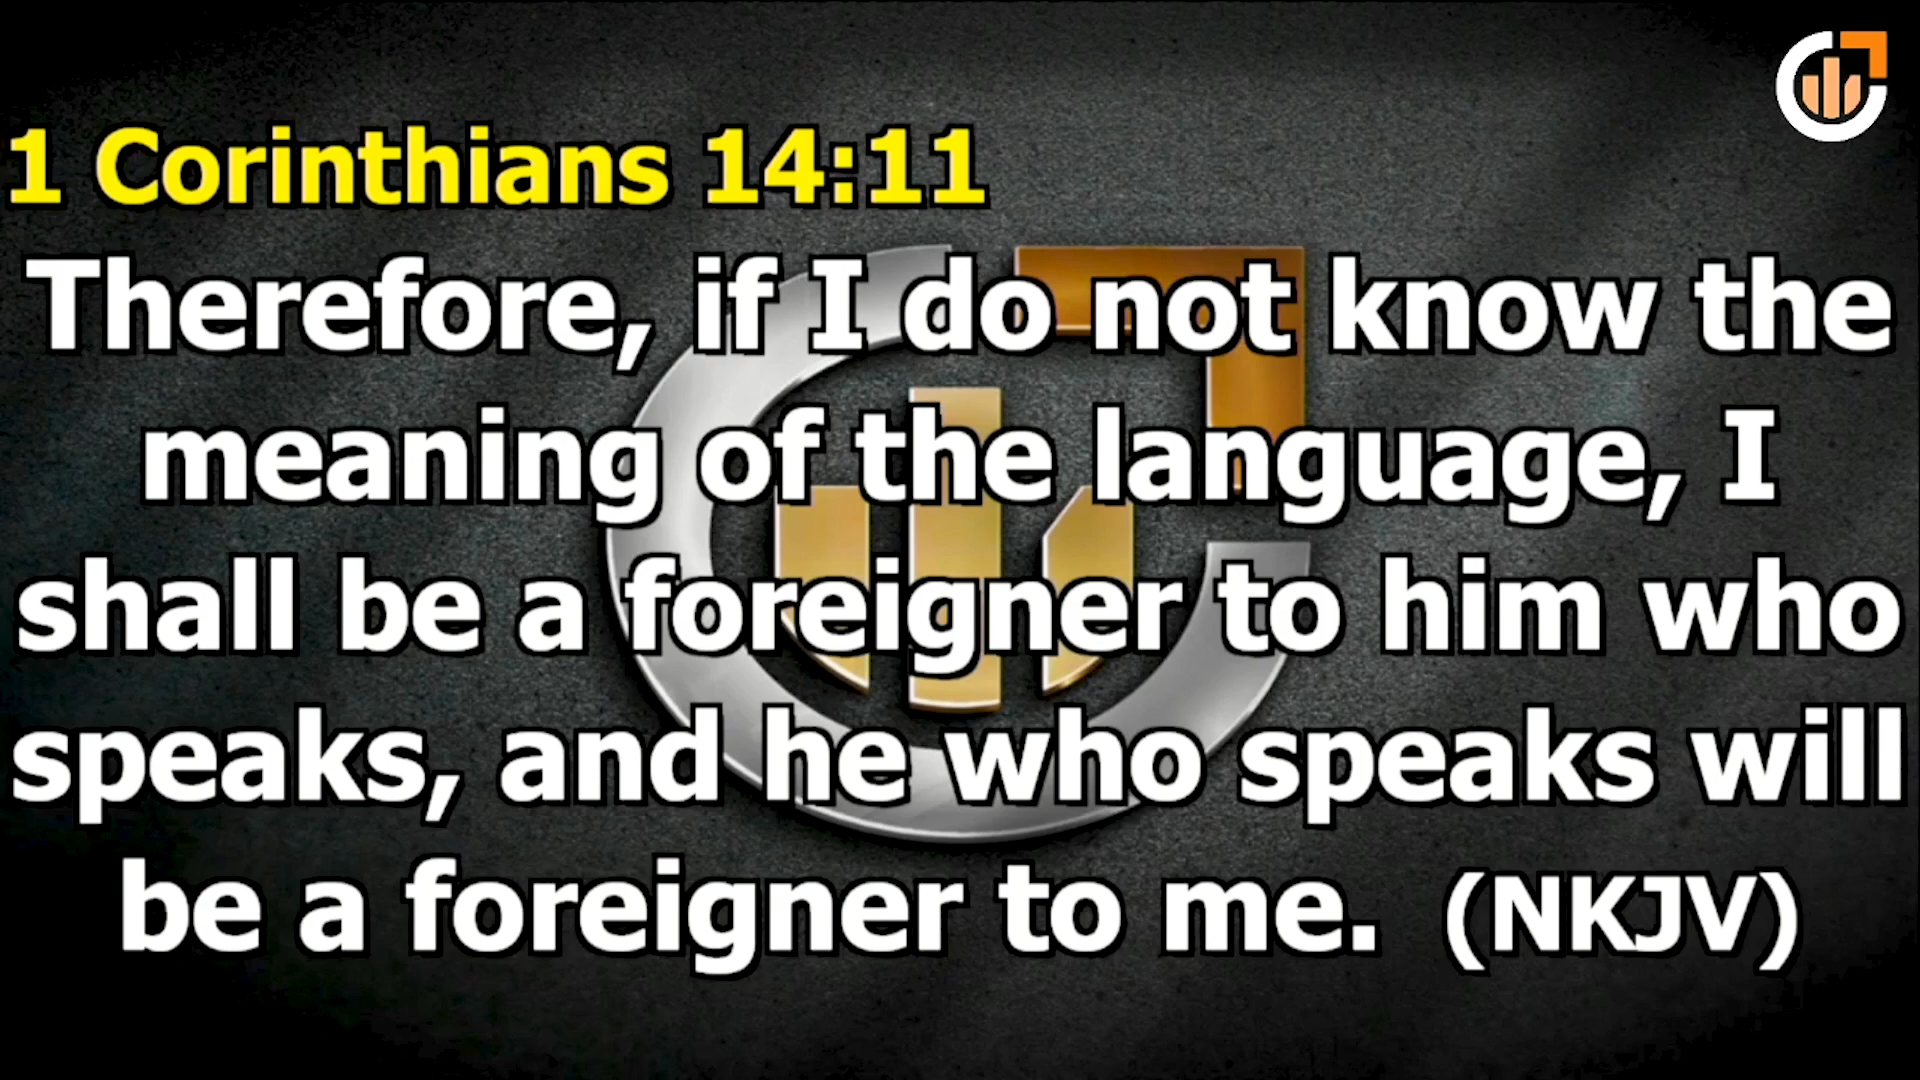 1 Corinthians 14:11
Therefore, if I do not know the
meaning of the language, I
shall be a foreigner to him who
speaks, and he who speaks will
be a foreigner to me.  (NKJV)